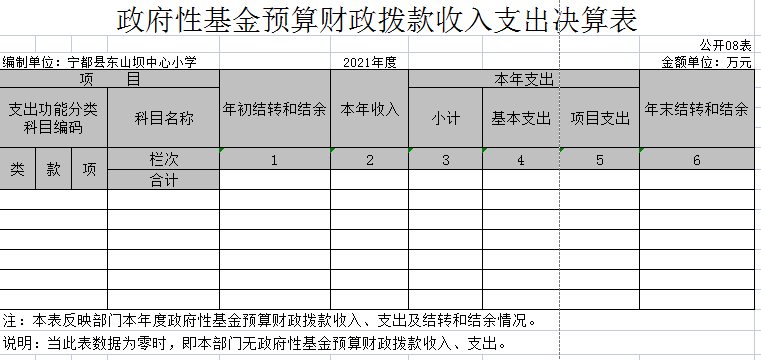 政府性基金预算财政拨款收入支出决算表
公开08表
编制单位：宁都县东山坝中心小学 2021年度 金额单位：万元
项 目 年初结转和结余 本年收入 本年支出 年末结转和结余
支出功能分类科目编码 科目名称 小计 基本支出 项目支出
类 款 项 栏次 1 2 3 4 5 6
合计
注：本表反映部门本年度政府性基金预算财政拨款收入、支出及结转和结余情况。
说明：当此表数据为零时，即本部门无政府性基金预算财政拨款收入、支出。